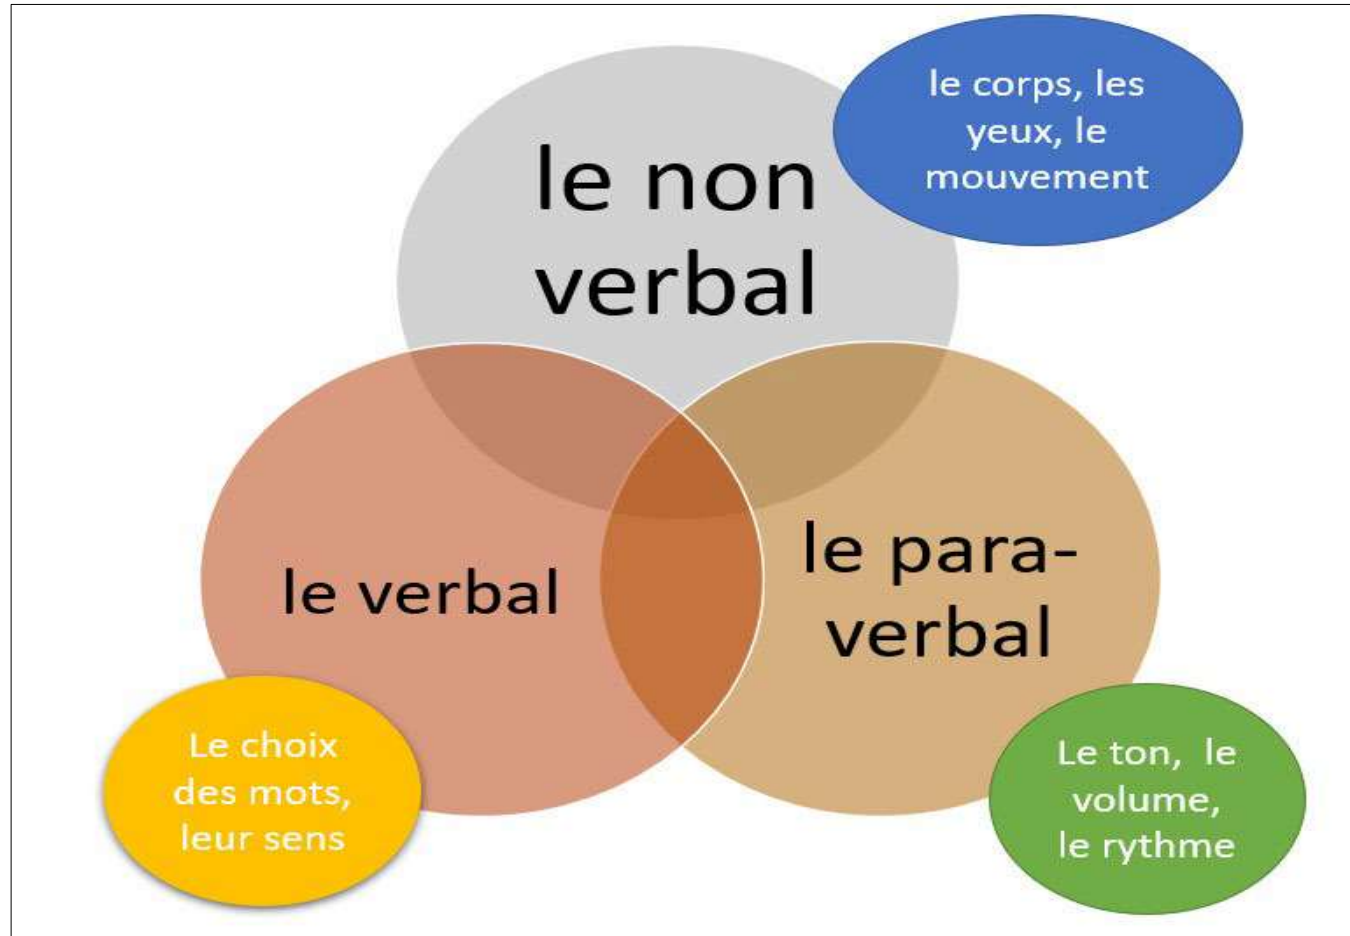 le corps, les
yeux, le
mouvement
le non
verbal
le verbal
le para-
verbal
Le choix
des mots,
leur sens
Le ton,  le
volume,
le rythme